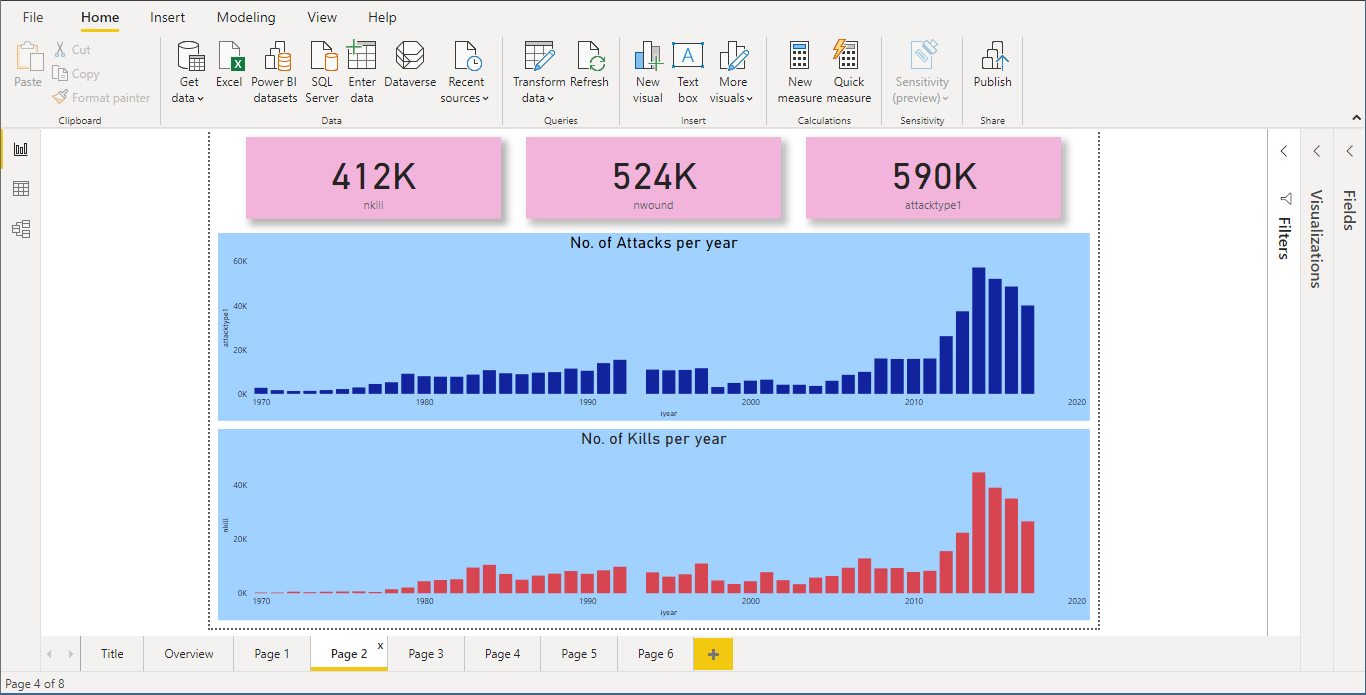 File Home Insert Modeling View Help
Paste
Cut
Copy
Format painter
Clipboard
Get data
Excel
Power BI datasets
SQL Server
Enter data
Dataverse
Recent sources
Data
Transform data
Refresh
Queries
New visual
Text box
More visuals
Insert
New measure
Quick measure
Calculations
Sensitivity (preview)
Sensitivity
Publish
Share
412K
nkill
524K
nwound
590K
attacktype1
No. of Attacks per year
60K
40K
20K
0K
attacktype1
1970 1980 1990 2000 2010 2020
iyear
No. of Kills per year
40K
20K
0K
nkill
1970 1980 1990 2000 2010 2020
iyear
Filters
Visualizations
Fields
Title Overview Page 1 Page 2 x Page 3 Page 4 Page 5 Page 6 +
Page 4 of 8